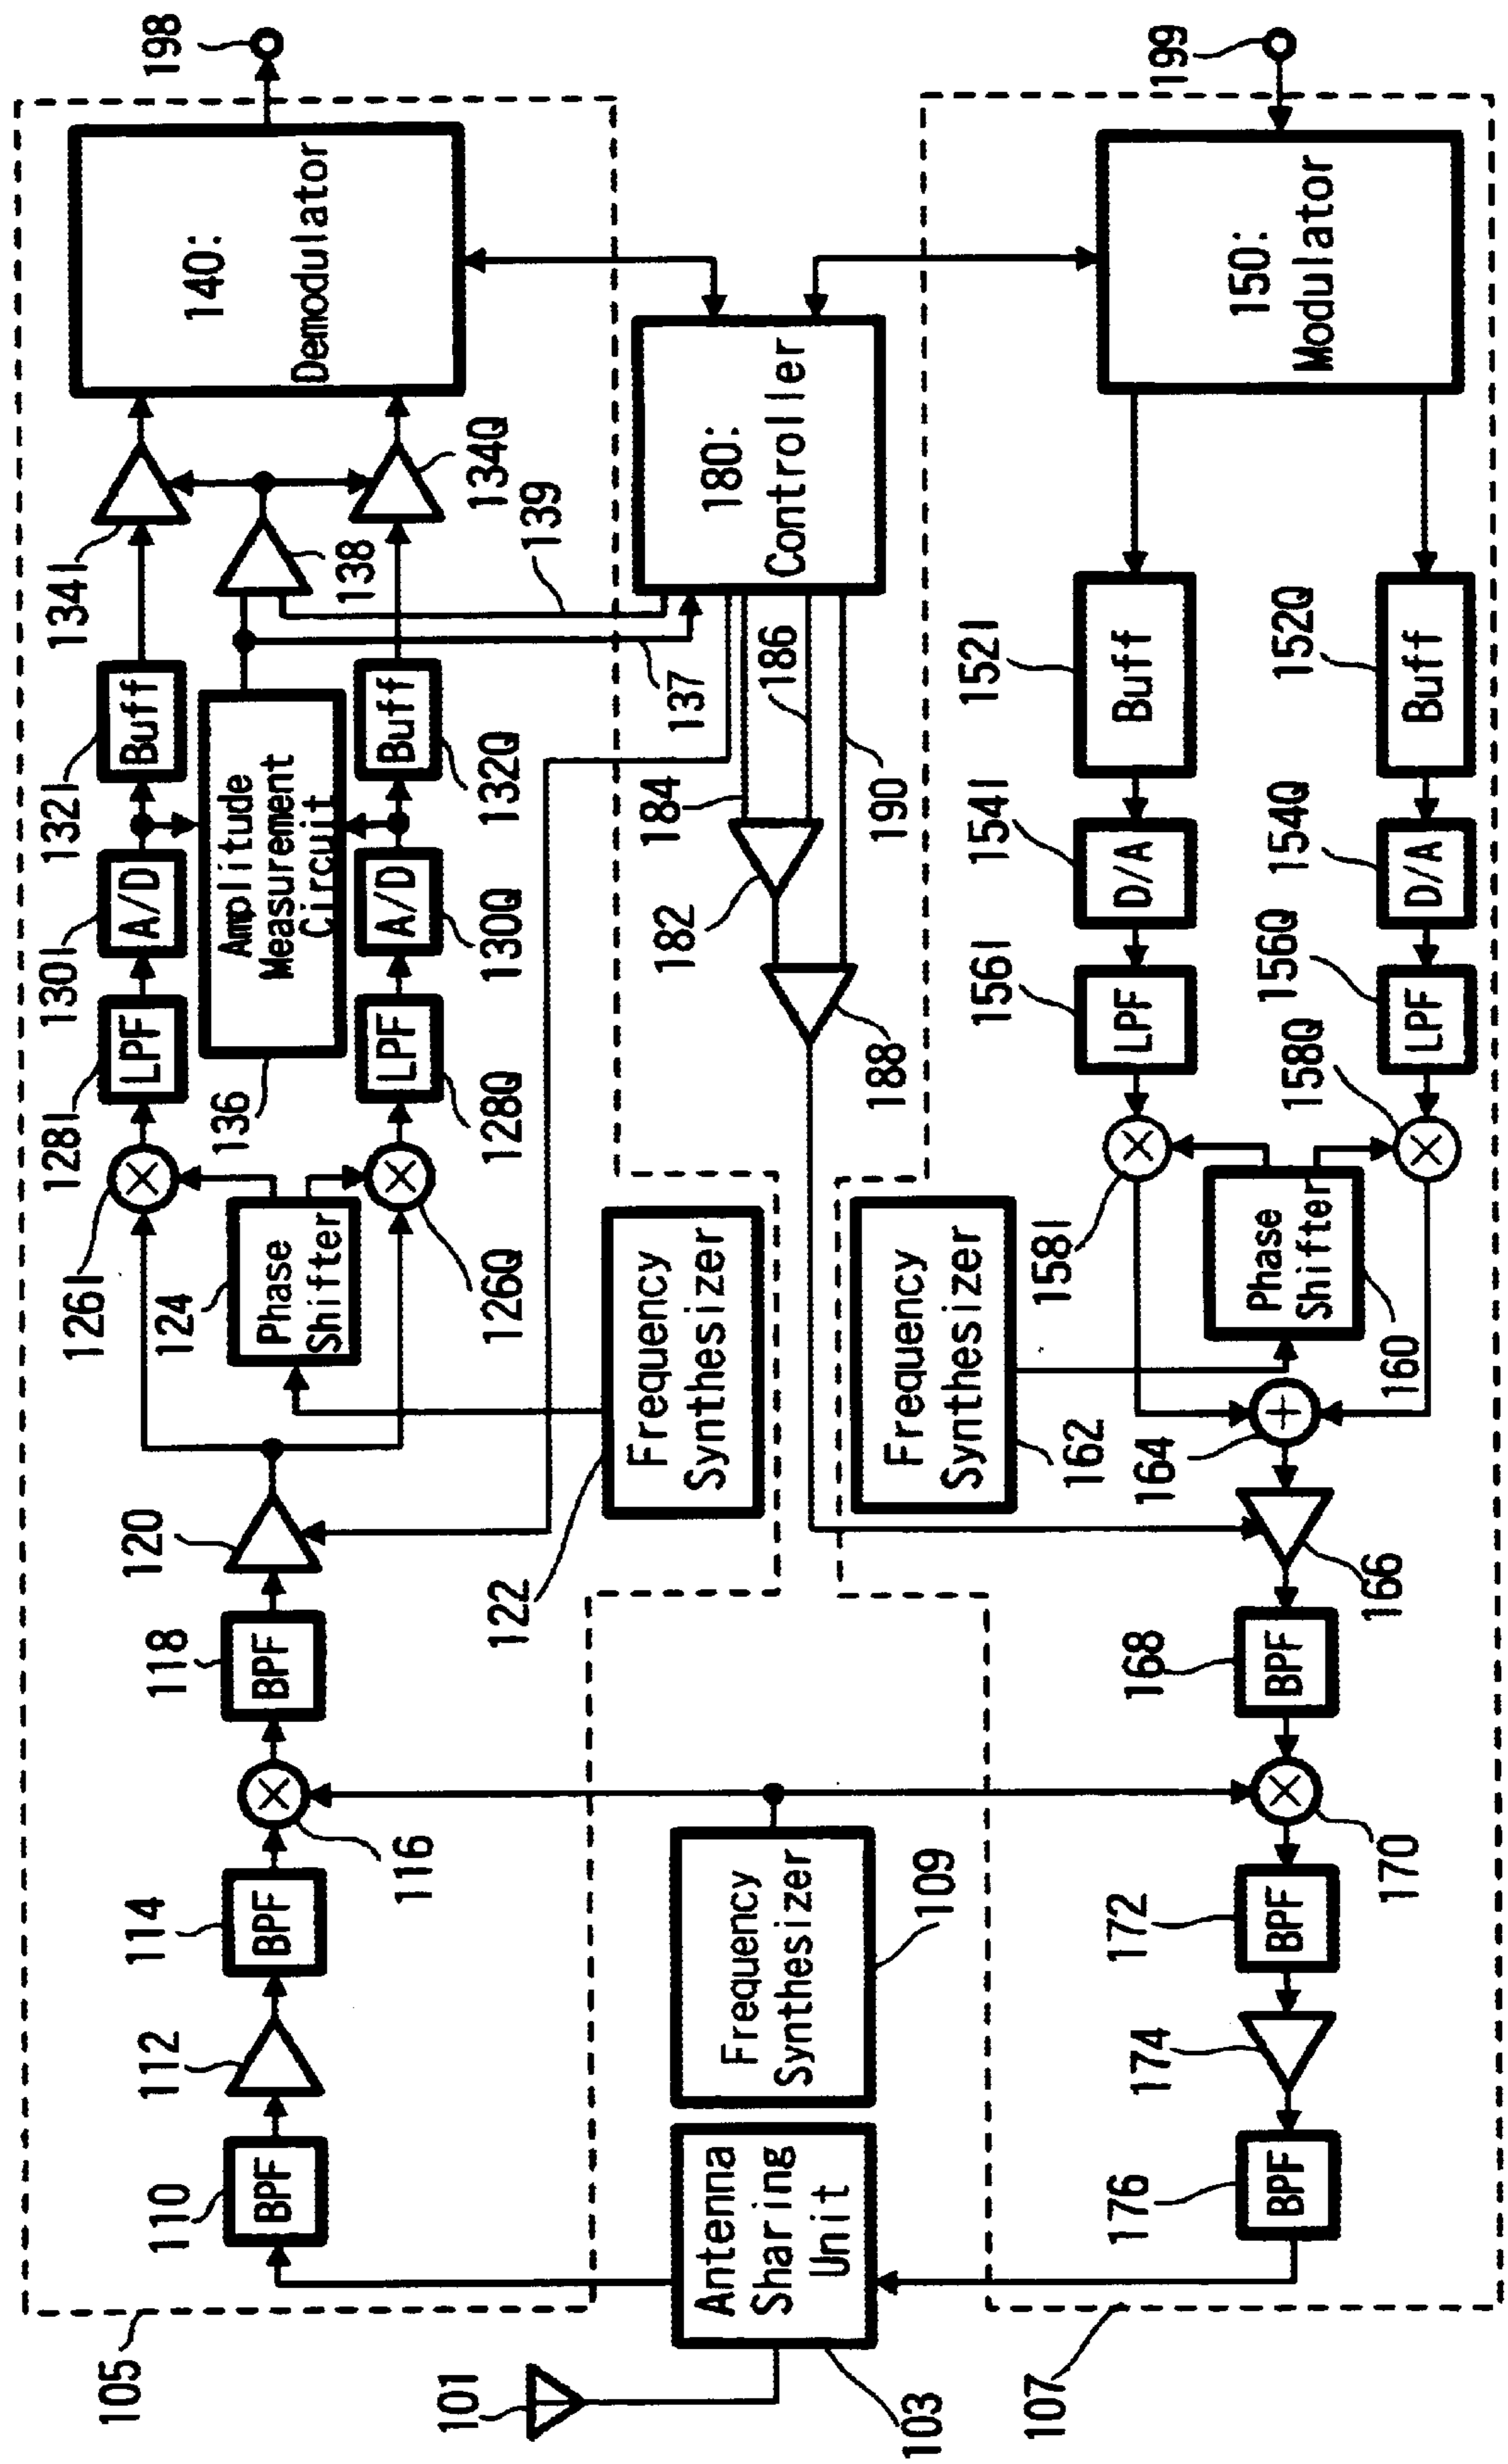 105
101
103
107
110
BPF
112
114
BPF
116
118
BPF
120
122
Frequency
Synthesizer
124
Phase
Shifter
126I
126Q
128I
LPF
128Q
LPF
130I
A/D
130Q
A/D
132I
Buff
132Q
Buff
134I
134Q
136
Amplitude
Measurement
Circuit
137
138
139
140:
Demodulator
198
Antenna
Sharing
Unit
109
Frequency
Synthesizer
180:
Controller
182
184
186
188
190
199
150:
Modulator
152I
Buff
152Q
Buff
154I
D/A
154Q
D/A
156I
LPF
156Q
LPF
158I
158Q
160
Phase
Shifter
162
Frequency
Synthesizer
164
166
168
BPF
170
172
BPF
174
176
BPF